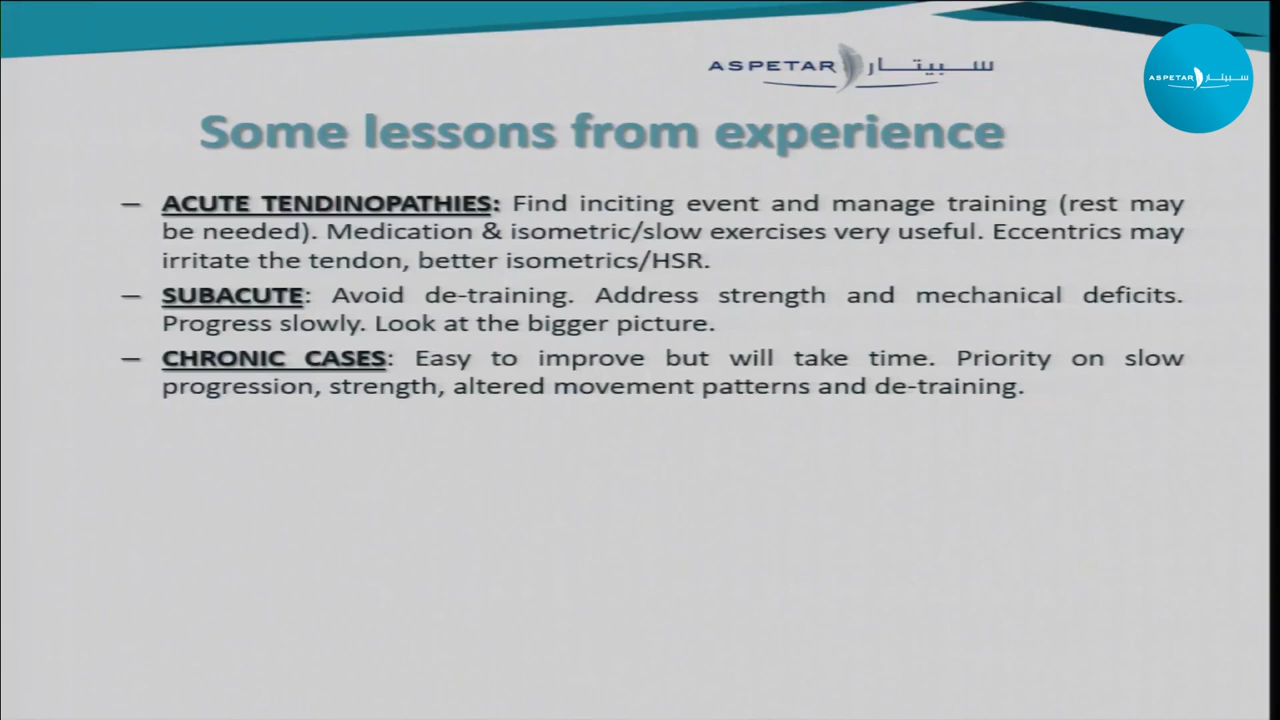 ASPETAR سبيتار
ASPETAR سبيتار
Some lessons from experience
– ACUTE TENDINOPATHIES: Find inciting event and manage training (rest may
be needed). Medication & isometric/slow exercises very useful. Eccentrics may
irritate the tendon, better isometrics/HSR.
– SUBACUTE: Avoid de-training. Address strength and mechanical deficits.
Progress slowly. Look at the bigger picture.
– CHRONIC CASES: Easy to improve but will take time. Priority on slow
progression, strength, altered movement patterns and de-training.